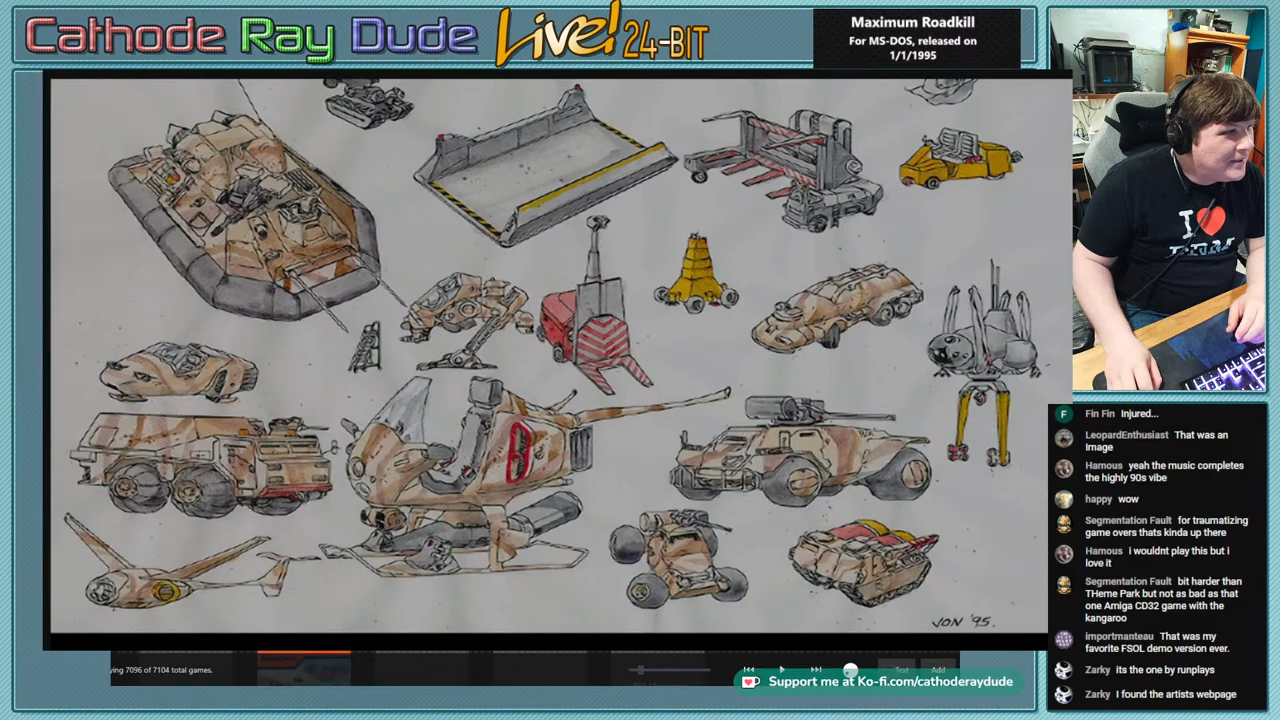 Cathode Ray Dude Live! 24-BIT
Maximum Roadkill
For MS-DOS, released on
1/1/1995
I
JON '95.
ying 7096 of 7104 total games.
Text
Add
Support me at Ko-fi.com/cathoderaydude
F Fin Fin Injured...
LeopardEnthusiast That was an
Image
Hamous yeah the music completes
the highly 90s vibe
happy wow
Segmentation Fault for traumatizing
game overs thats kinda up there
Hamous i wouldnt play this but i
love it
Segmentation Fault bit harder than
THeme Park but not as bad as that
one Amiga CD32 game with the
kangaroo
importmanteau That was my
favorite FSOL demo version ever.
Zarky its the one by runplays
Zarky I found the artists webpage